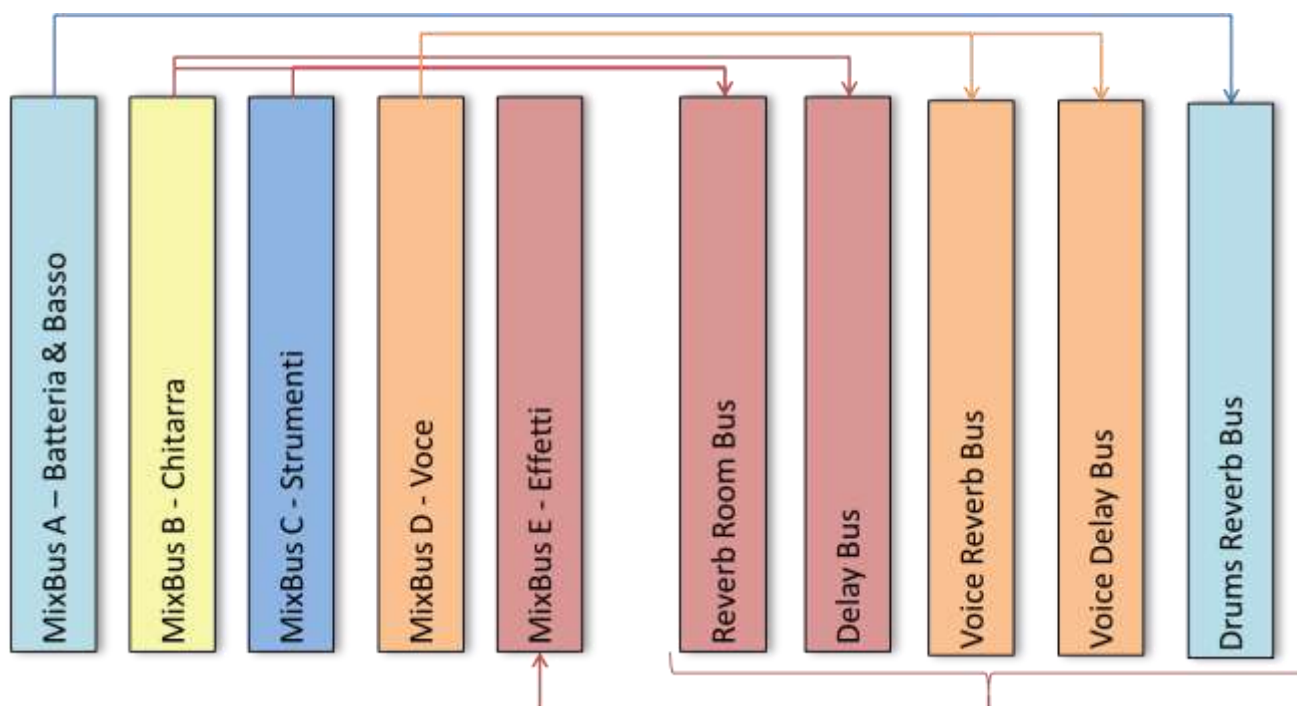 MixBus A – Batteria & Basso
MixBus B - Chitarra
MixBus C - Strumenti
MixBus D - Voce
MixBus E - Effetti
Reverb Room Bus
Delay Bus
Voice Reverb Bus
Voice Delay Bus
Drums Reverb Bus